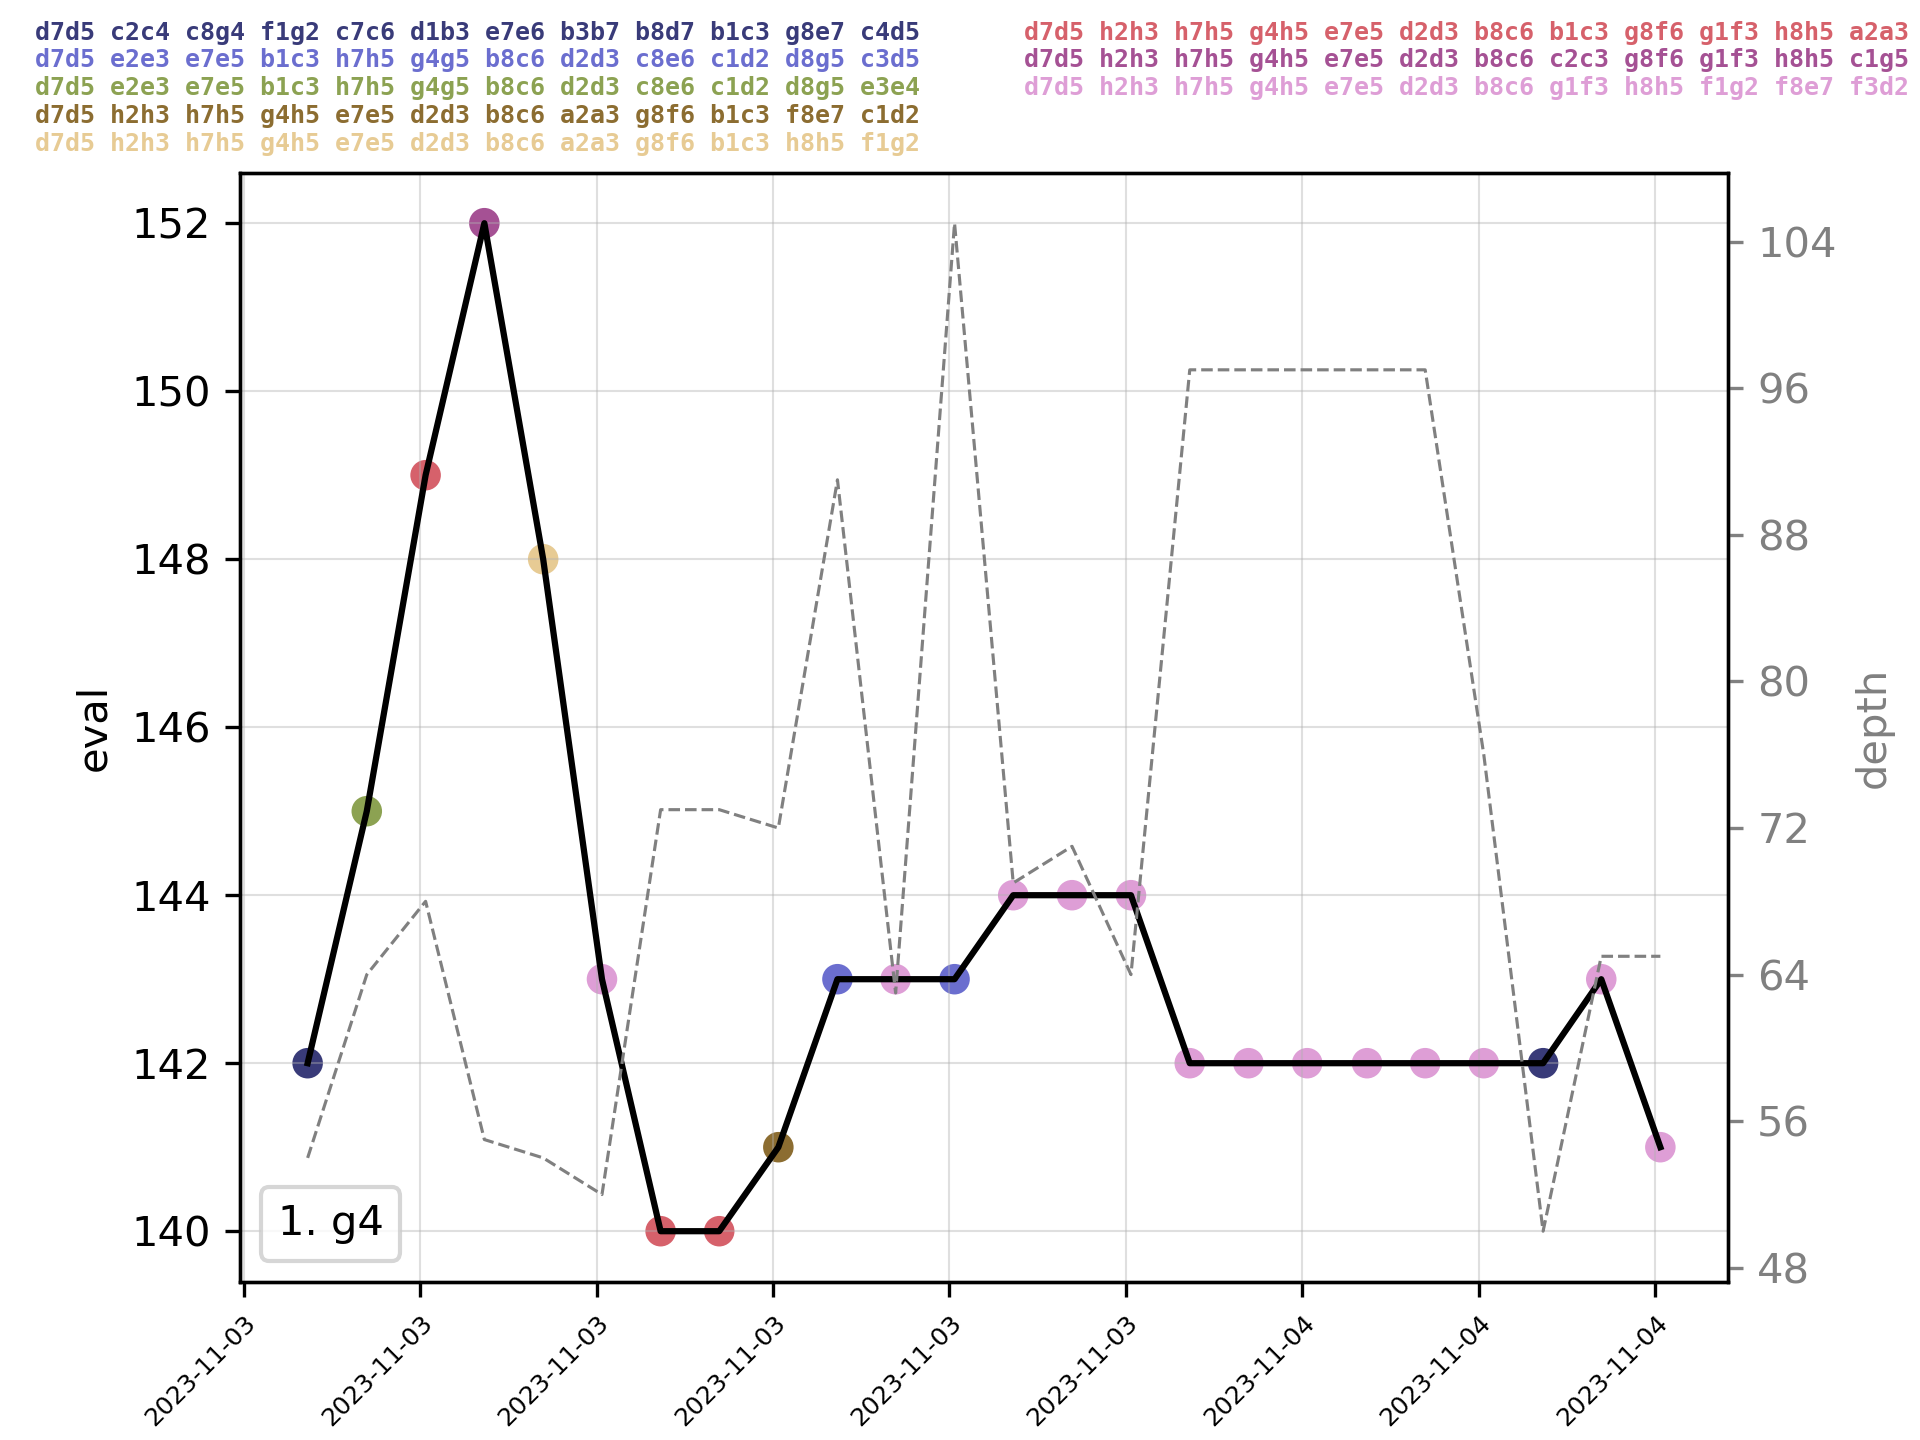 d7d5 c2c4 c8g4 f1g2 c7c6 d1b3 e7e6 b3b7 b8d7 b1c3 g8e7 c4d5
d7d5 e2e3 e7e5 b1c3 h7h5 g4g5 b8c6 d2d3 c8e6 c1d2 d8g5 c3d5
d7d5 e2e3 e7e5 b1c3 h7h5 g4g5 b8c6 d2d3 c8e6 c1d2 d8g5 e3e4
d7d5 h2h3 h7h5 g4h5 e7e5 d2d3 b8c6 a2a3 g8f6 b1c3 f8e7 c1d2
d7d5 h2h3 h7h5 g4h5 e7e5 d2d3 b8c6 a2a3 g8f6 b1c3 h8h5 f1g2
d7d5 h2h3 h7h5 g4h5 e7e5 d2d3 b8c6 b1c3 g8f6 g1f3 h8h5 a2a3
d7d5 h2h3 h7h5 g4h5 e7e5 d2d3 b8c6 c2c3 g8f6 g1f3 h8h5 c1g5
d7d5 h2h3 h7h5 g4h5 e7e5 d2d3 b8c6 g1f3 h8h5 f1g2 f8e7 f3d2
152
150
148
146
144
142
140
eval
104
96
88
80
72
64
56
48
depth
1. g4
2023-11-03
2023-11-03
2023-11-03
2023-11-03
2023-11-03
2023-11-03
2023-11-04
2023-11-04
2023-11-04